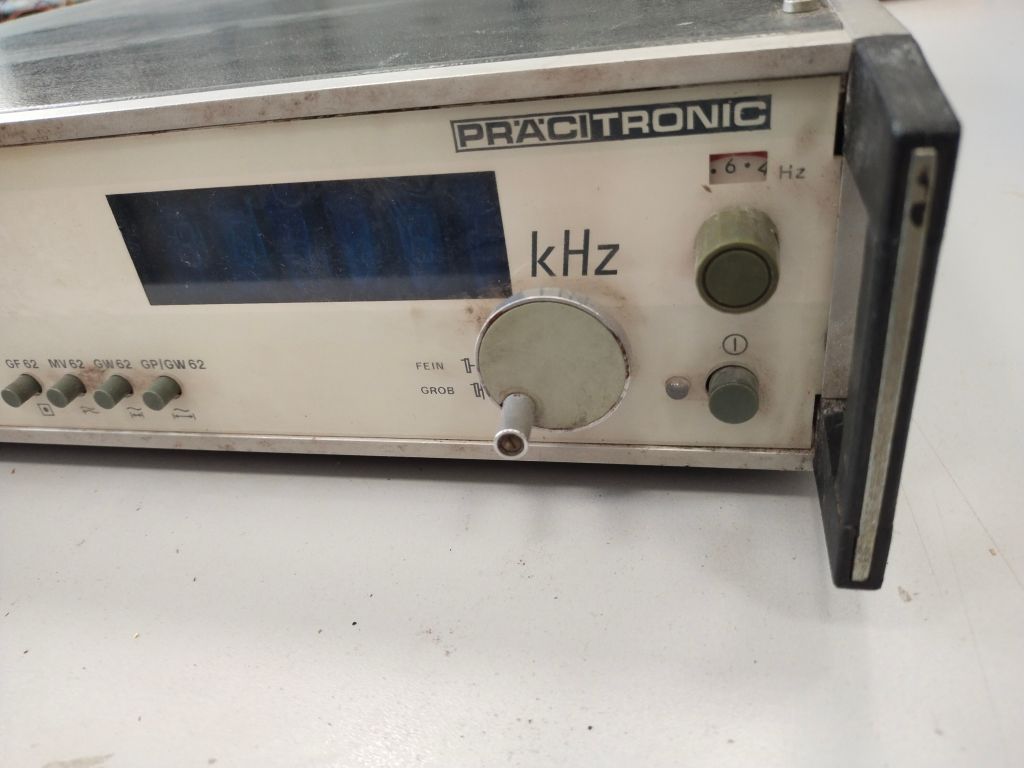 PRÄCITRONIC
.6.4 Hz
kHz
GF 62 MV 62 GW 62 GP/GW 62
FEIN
GROB